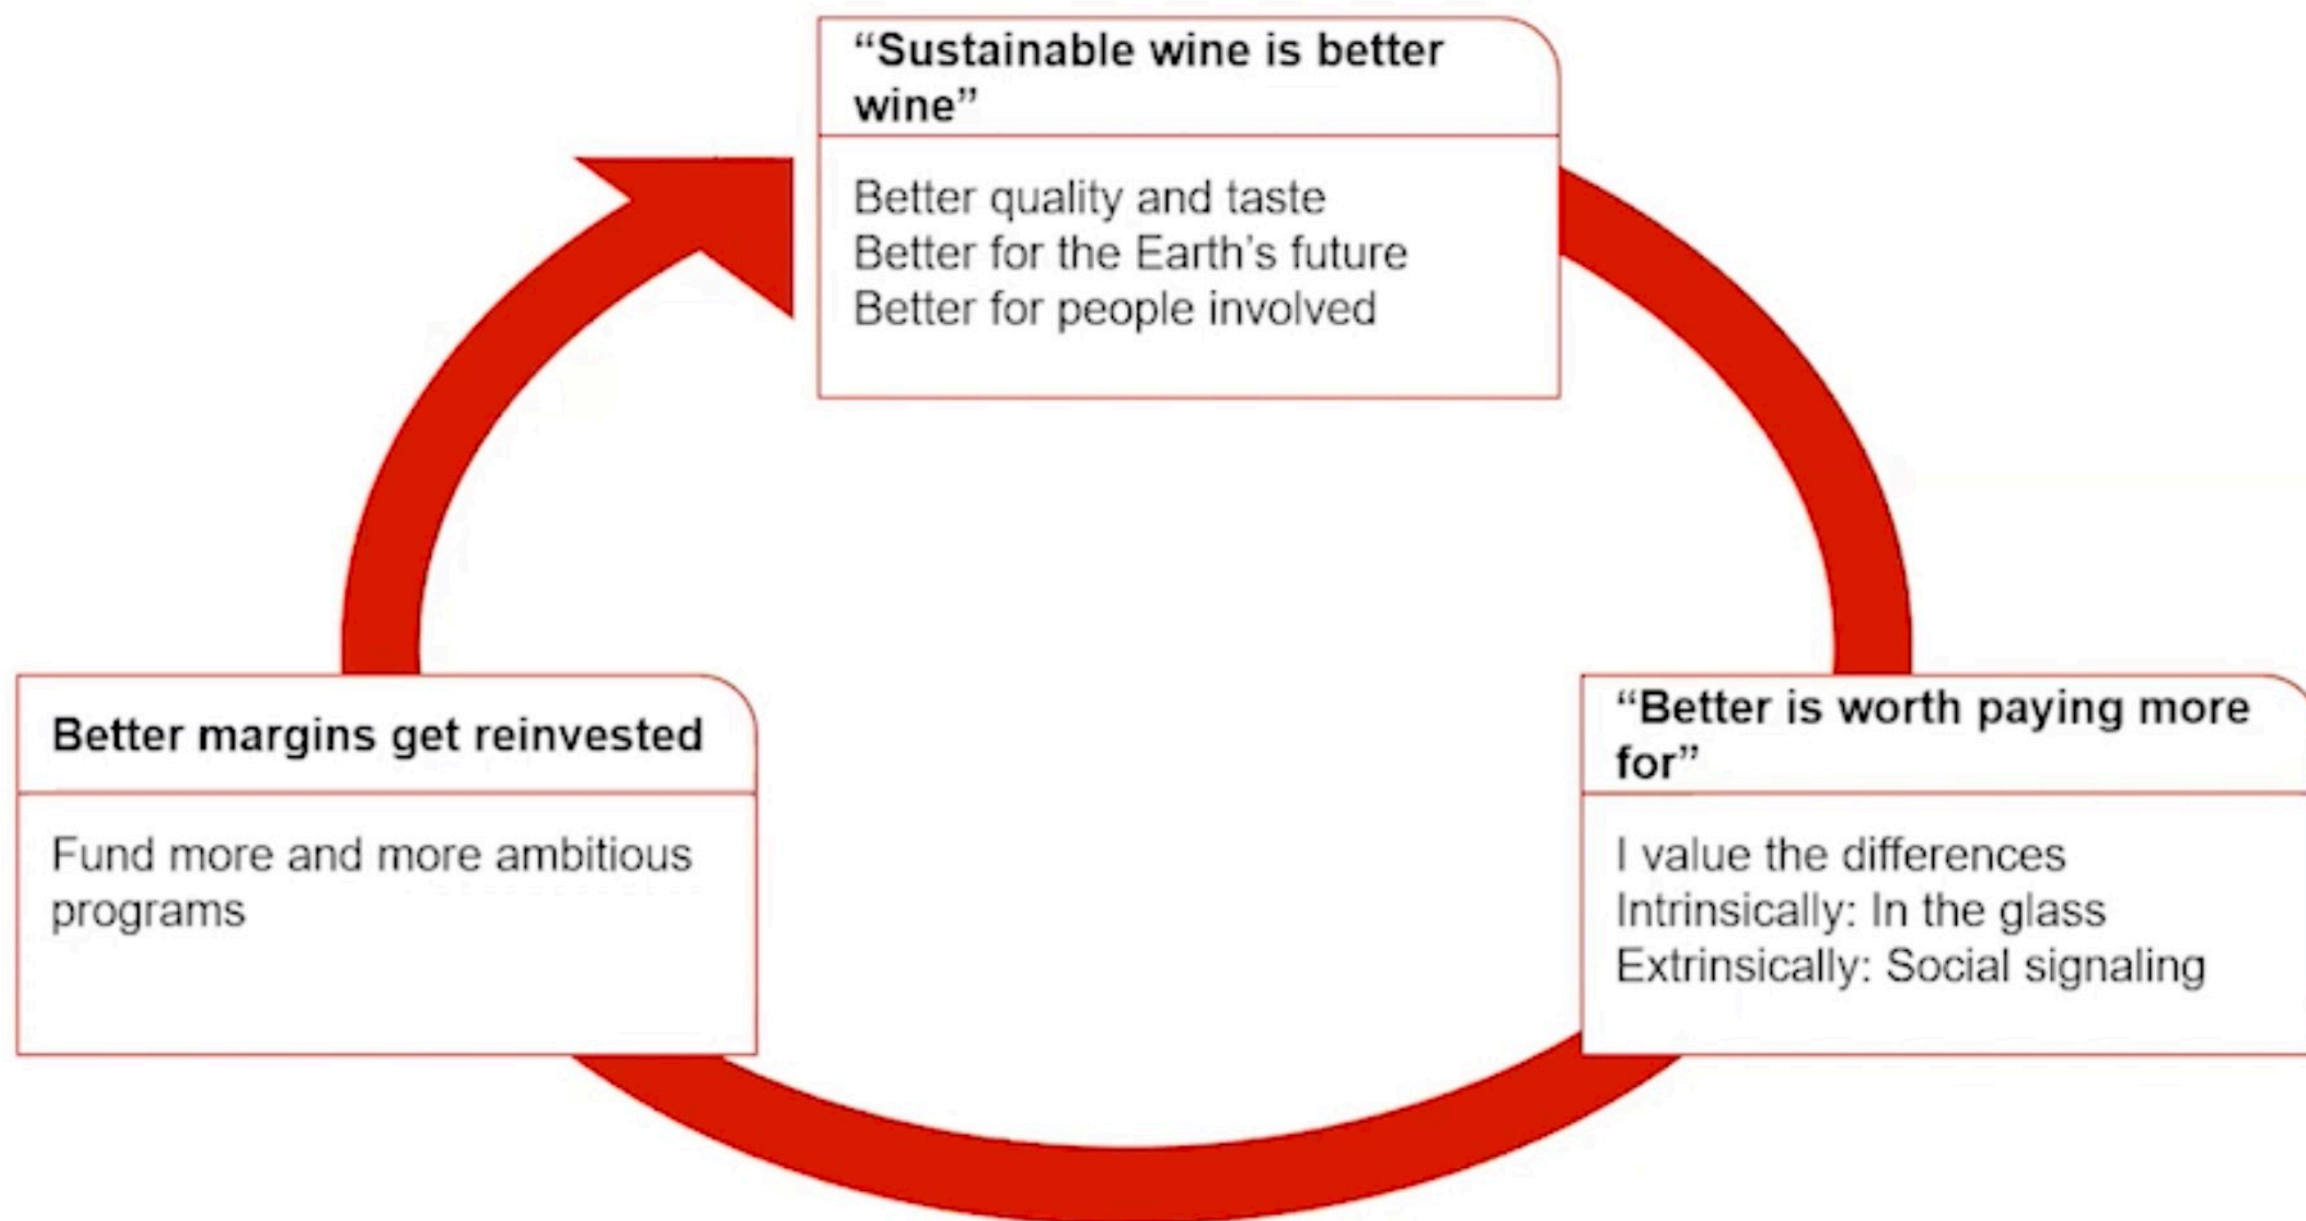 “Sustainable wine is better
wine”
Better quality and taste
Better for the Earth’s future
Better for people involved
“Better is worth paying more
for”
I value the differences
Intrinsically: In the glass
Extrinsically: Social signaling
Better margins get reinvested
Fund more and more ambitious
programs